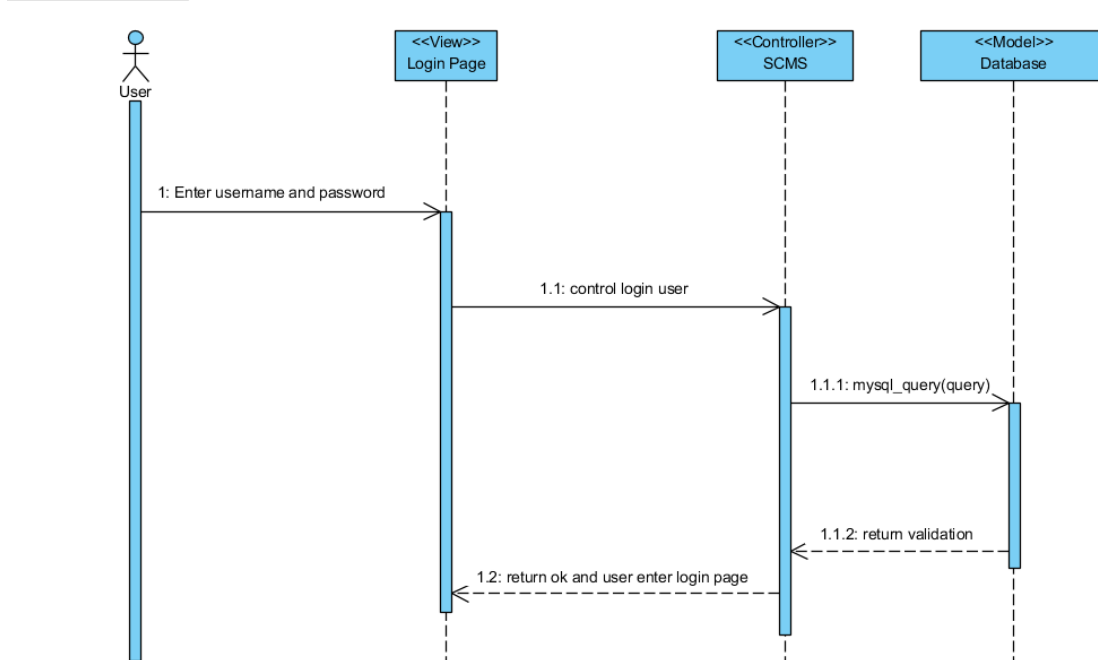 <<View>>
Login Page
<<Controller>>
SCMS
<<Model>>
Database
User
1: Enter username and password
1.1: control login user
1.1.1: mysql_query(query)
1.1.2: return validation
1.2: return ok and user enter login page